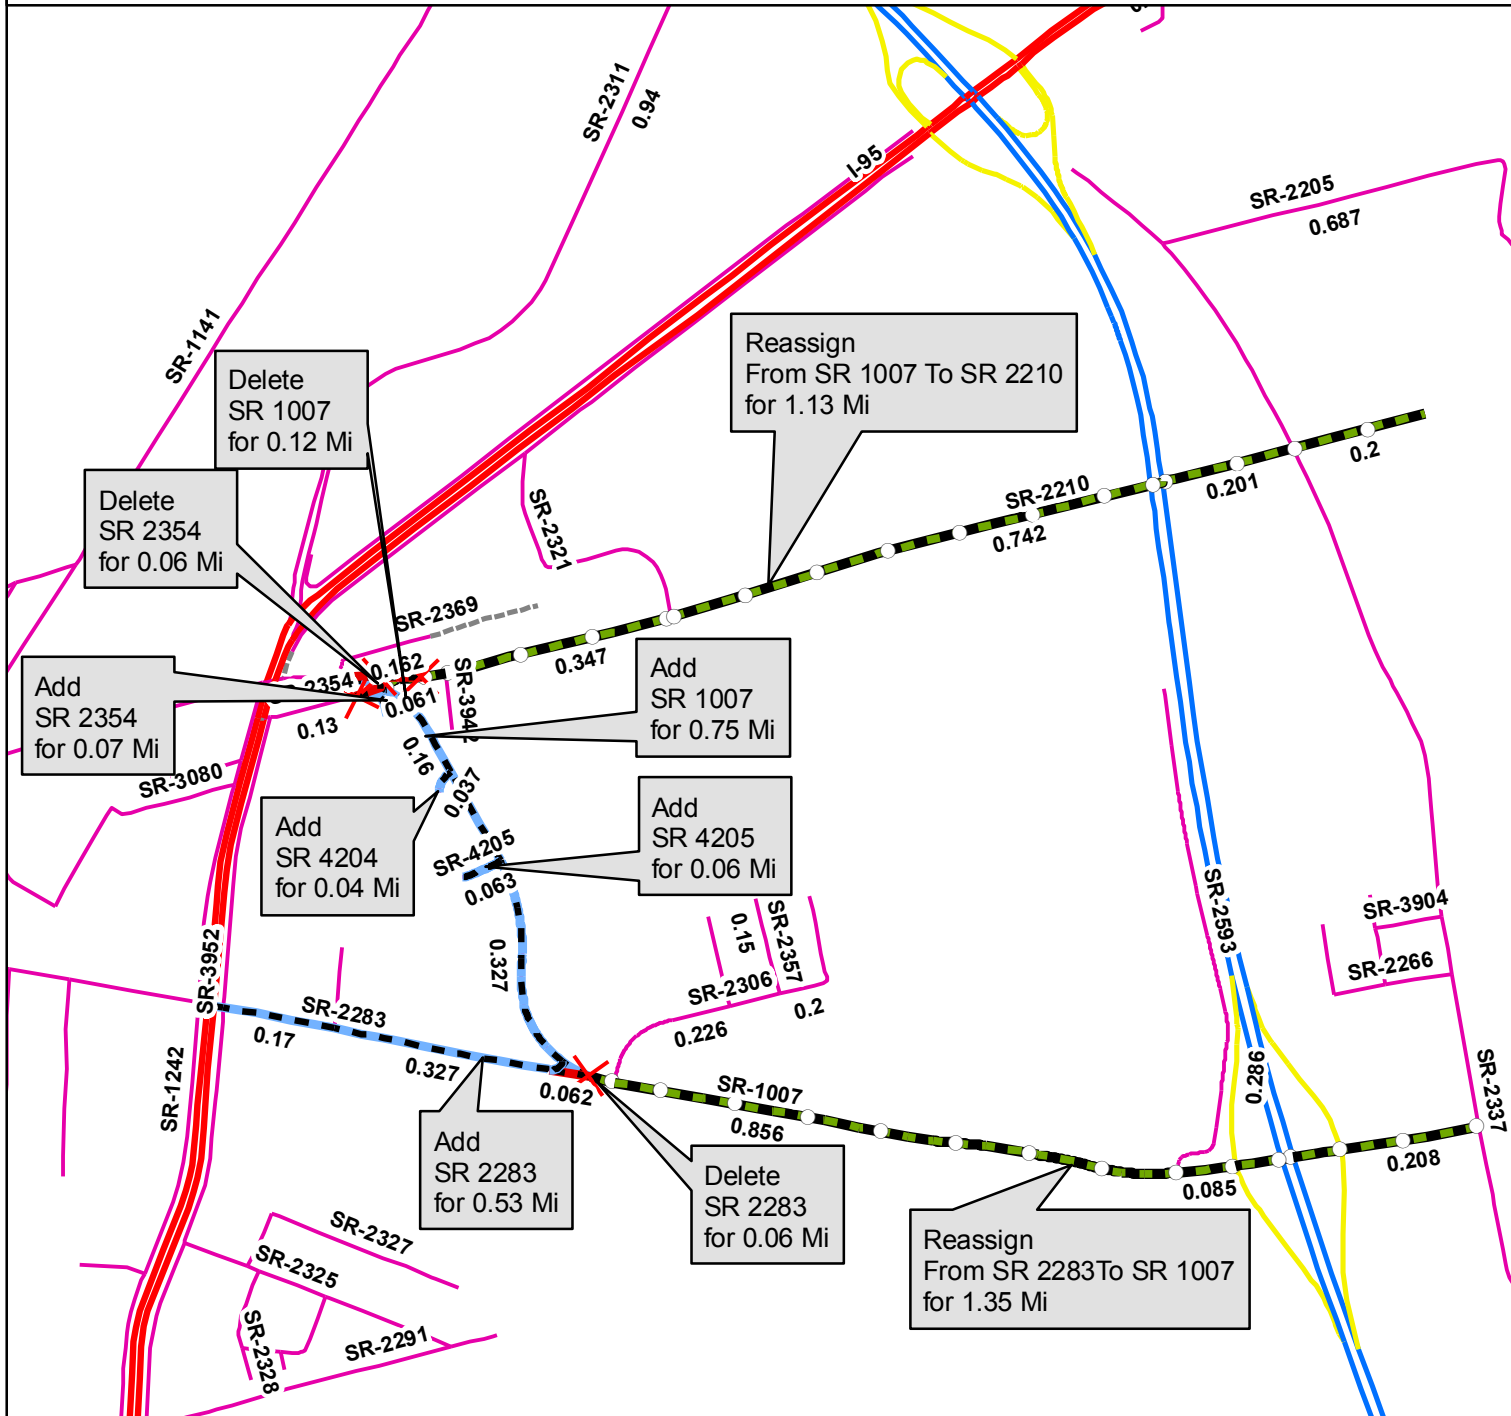 SR-2311
0.94
I-95
SR-2205
0.687
SR-1141
Reassign
From SR 1007 To SR 2210
for 1.13 Mi
Delete
SR 1007
for 0.12 Mi
Delete
SR 2354
for 0.06 Mi
SR-2210
0.742
0.201
0.2
SR-2321
SR-2369
0.347
0.162
0.061
0.13
SR-3942
Add
SR 2354
for 0.07 Mi
Add
SR 1007
for 0.75 Mi
0.16
0.037
SR-3080
Add
SR 4204
for 0.04 Mi
SR-4205
0.063
Add
SR 4205
for 0.06 Mi
0.327
SR-3952
SR-2283
0.17
0.327
0.062
0.15
SR-2357
SR-2306
0.226
0.2
SR-2593
SR-3904
SR-2266
SR-1242
0.286
SR-2337
SR-1007
0.856
0.085
0.208
Add
SR 2283
for 0.53 Mi
Delete
SR 2283
for 0.06 Mi
Reassign
From SR 2283To SR 1007
for 1.35 Mi
SR-2327
SR-2325
SR-2328
SR-2291